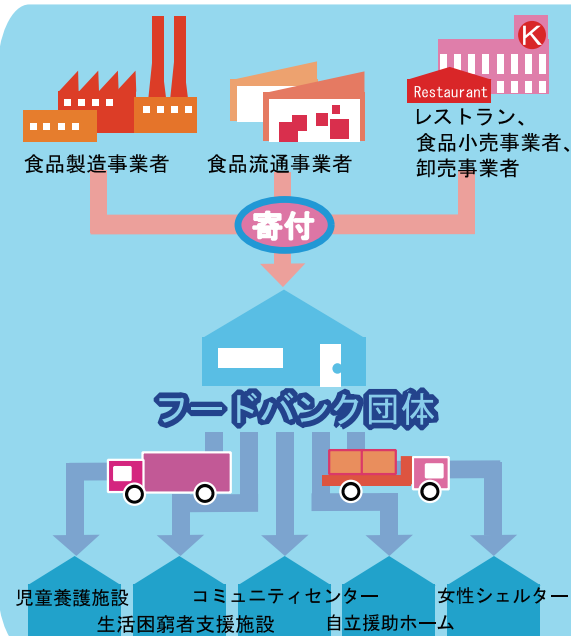 K
Restaurant
食品製造事業者
食品流通事業者
レストラン、
食品小売事業者、
卸売事業者
寄付
フードバンク団体
児童養護施設
生活困窮者支援施設
コミュニティセンター
自立援助ホーム
女性シェルター